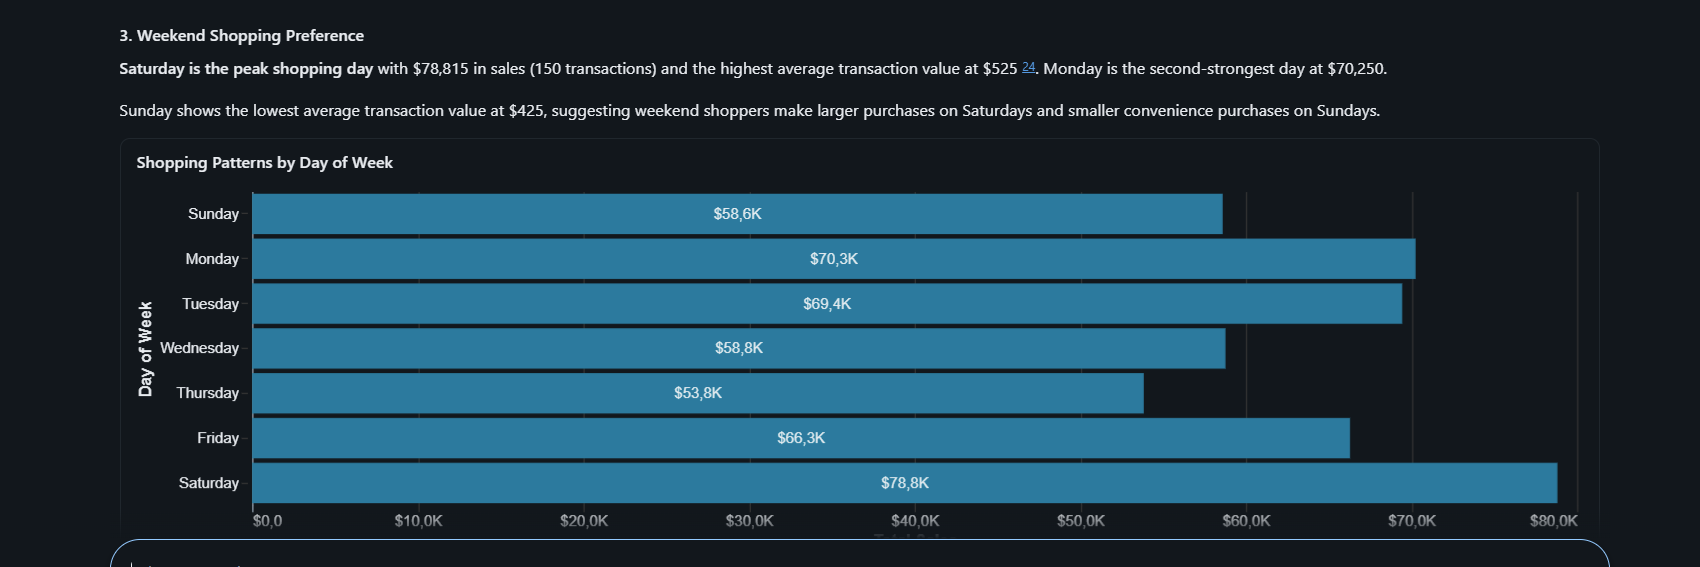 3. Weekend Shopping Preference
Saturday is the peak shopping day with $78,815 in sales (150 transactions) and the highest average transaction value at $525 24. Monday is the second-strongest day at $70,250.
Sunday shows the lowest average transaction value at $425, suggesting weekend shoppers make larger purchases on Saturdays and smaller convenience purchases on Sundays.
Shopping Patterns by Day of Week
Day of Week
Sunday $58,6K
Monday $70,3K
Tuesday $69,4K
Wednesday $58,8K
Thursday $53,8K
Friday $66,3K
Saturday $78,8K
$0,0 $10,0K $20,0K $30,0K $40,0K $50,0K $60,0K $70,0K $80,0K